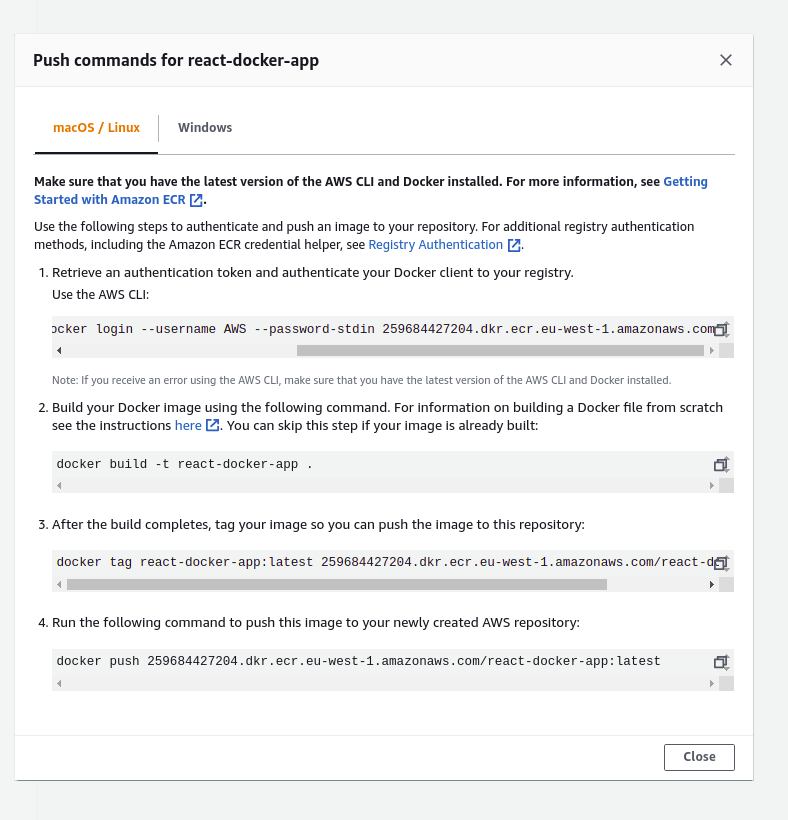 Push commands for react-docker-app
macOS / Linux
Windows
Make sure that you have the latest version of the AWS CLI and Docker installed. For more information, see Getting
Started with Amazon ECR.
Use the following steps to authenticate and push an image to your repository. For additional registry authentication
methods, including the Amazon ECR credential helper, see Registry Authentication.
1. Retrieve an authentication token and authenticate your Docker client to your registry.
Use the AWS CLI:
ocker login --username AWS --password-stdin 259684427204.dkr.ecr.eu-west-1.amazonaws.com
Note: If you receive an error using the AWS CLI, make sure that you have the latest version of the AWS CLI and Docker installed.
2. Build your Docker image using the following command. For information on building a Docker file from scratch
see the instructions here. You can skip this step if your image is already built:
docker build -t react-docker-app .
3. After the build completes, tag your image so you can push the image to this repository:
docker tag react-docker-app:latest 259684427204.dkr.ecr.eu-west-1.amazonaws.com/react-d
4. Run the following command to push this image to your newly created AWS repository:
docker push 259684427204.dkr.ecr.eu-west-1.amazonaws.com/react-docker-app:latest
Close